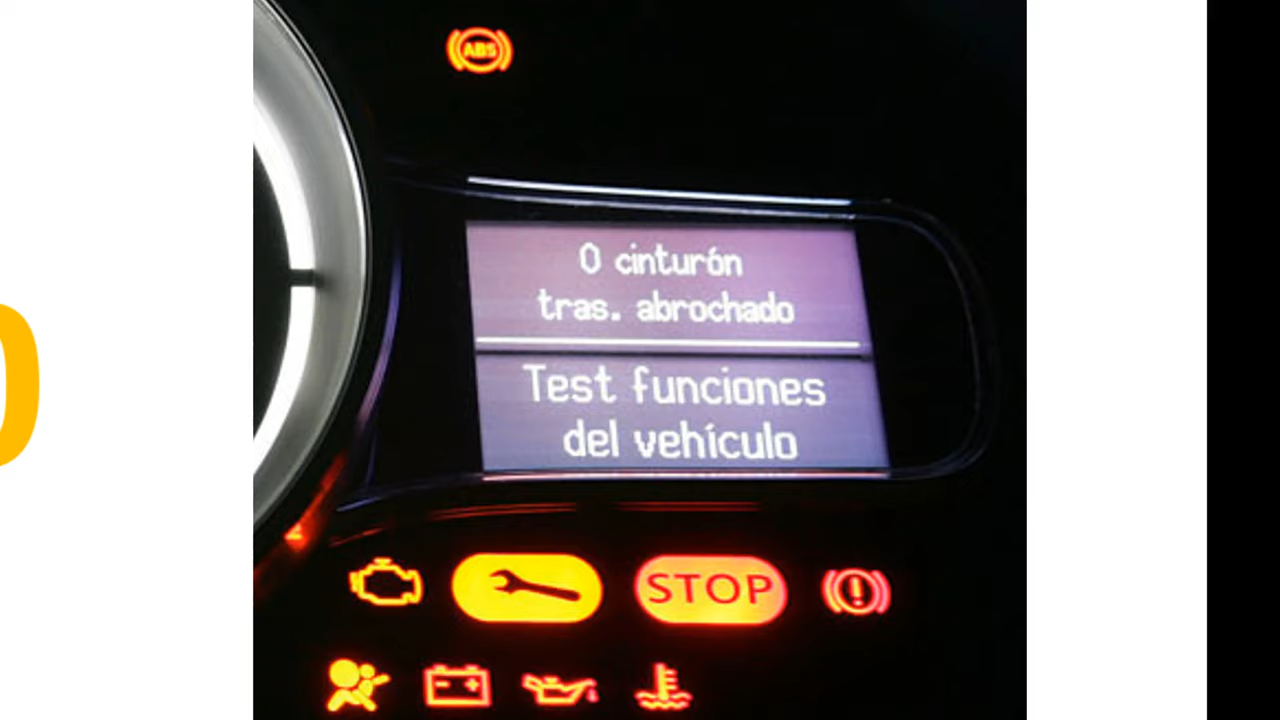 ABS
0 cinturón
tras. abrochado
Test funciones
del vehículo
STOP